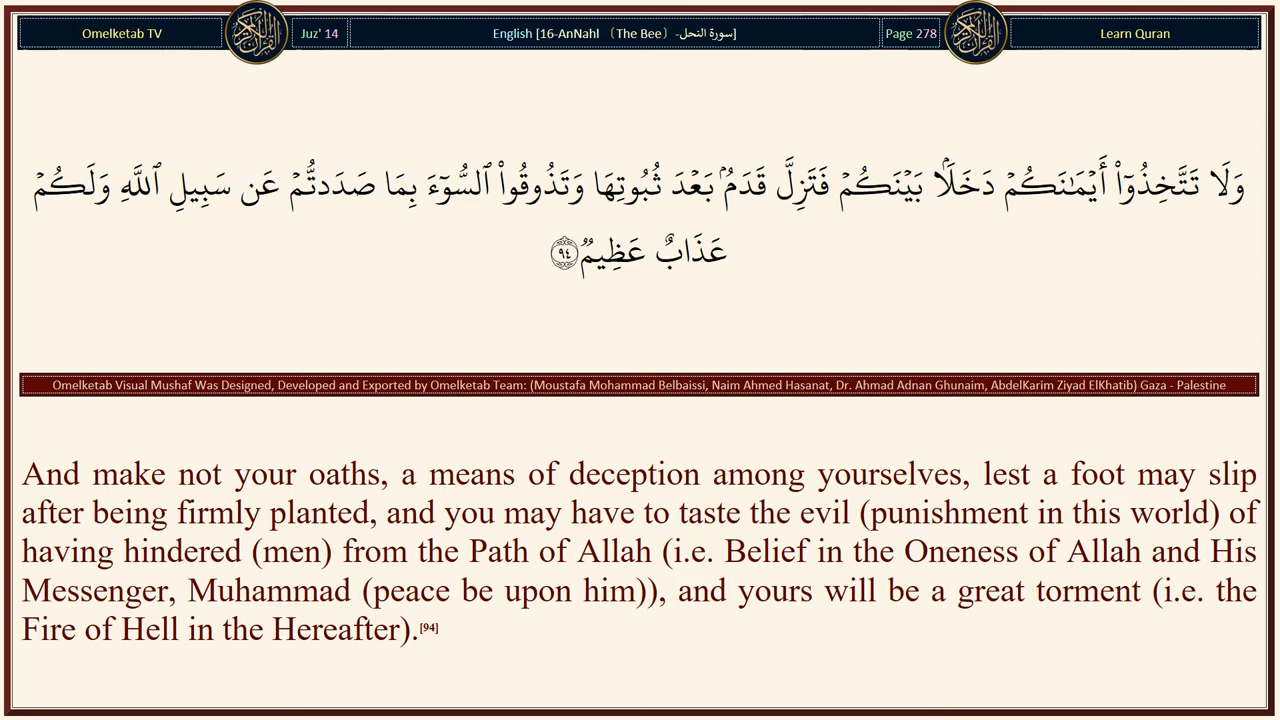 Omelketab TV
Juz' 14
English [16-AnNahl (The Bee) -سورة النحل]
Page 278
Learn Quran
وَلَا تَتَّخِذُوٓا۟ أَيْمَـٰنَكُمْ دَخَلًۢا بَيْنَكُمْ فَتَزِلَّ قَدَمٌۢ بَعْدَ ثُبُوتِهَا وَتَذُوقُوا۟ ٱلسُّوٓءَ بِمَا صَدَدتُّمْ عَن سَبِيلِ ٱللَّهِ وَلَكُمْ
عَذَابٌ عَظِيمٌ ٩٤
Omelketab Visual Mushaf Was Designed, Developed and Exported by Omelketab Team: (Moustafa Mohammad Belbaissi, Naim Ahmed Hasanat, Dr. Ahmad Adnan Ghunaim, AbdelKarim Ziyad ElKhatib) Gaza - Palestine
And make not your oaths, a means of deception among yourselves, lest a foot may slip
after being firmly planted, and you may have to taste the evil (punishment in this world) of
having hindered (men) from the Path of Allah (i.e. Belief in the Oneness of Allah and His
Messenger, Muhammad (peace be upon him)), and yours will be a great torment (i.e. the
Fire of Hell in the Hereafter).[94]